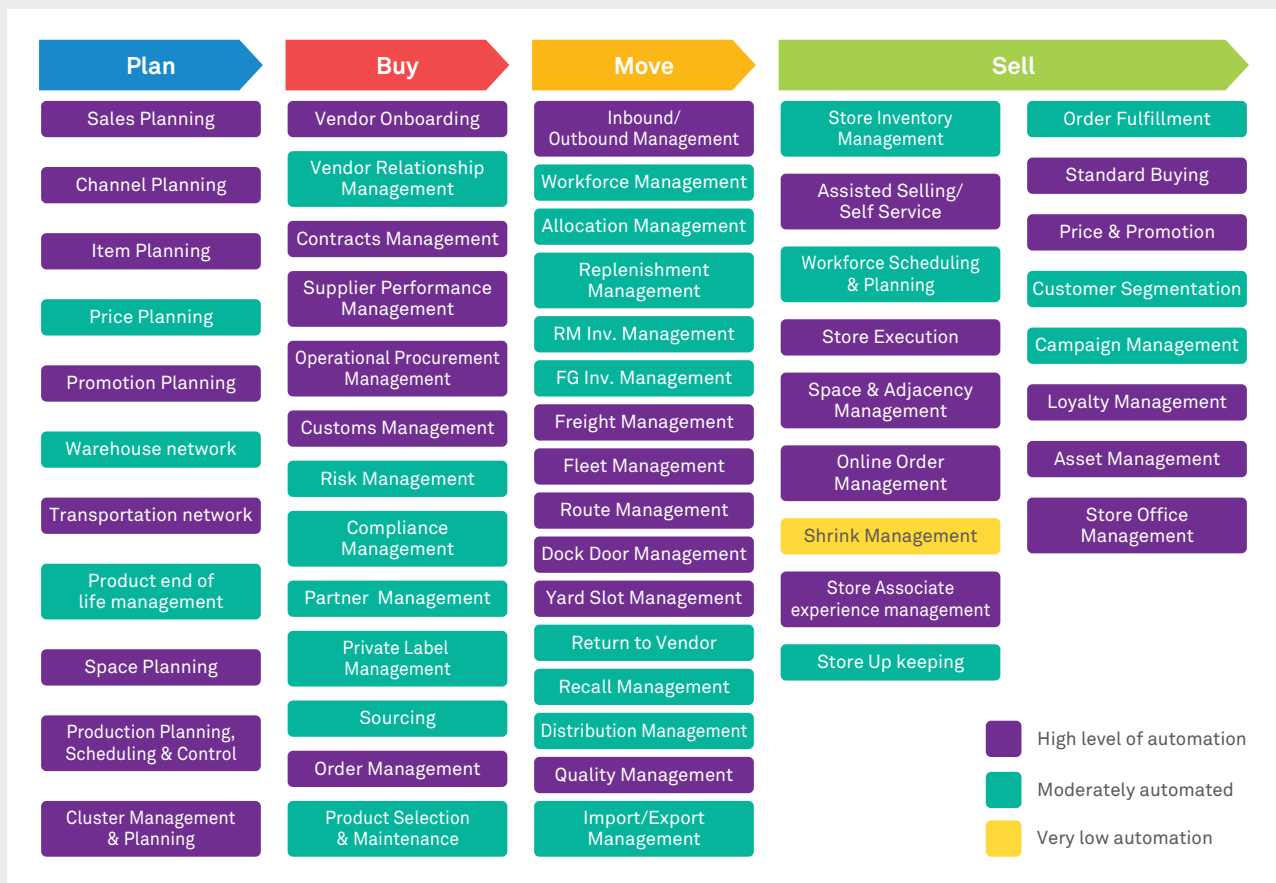 Plan
Sales Planning
Channel Planning
Item Planning
Price Planning
Promotion Planning
Warehouse network
Transportation network
Product end of
life management
Space Planning
Production Planning,
Scheduling & Control
Cluster Management
& Planning
Buy
Vendor Onboarding
Vendor Relationship
Management
Contracts Management
Supplier Performance
Management
Operational Procurement
Management
Customs Management
Risk Management
Compliance
Management
Partner Management
Private Label
Management
Sourcing
Order Management
Product Selection
& Maintenance
Move
Inbound/
Outbound Management
Workforce Management
Allocation Management
Replenishment
Management
RM Inv. Management
FG Inv. Management
Freight Management
Fleet Management
Route Management
Dock Door Management
Yard Slot Management
Return to Vendor
Recall Management
Distribution Management
Quality Management
Import/Export
Management
Sell
Store Inventory
Management
Assisted Selling/
Self Service
Workforce Scheduling
& Planning
Store Execution
Space & Adjacency
Management
Online Order
Management
Shrink Management
Store Associate
experience management
Store Up keeping
Order Fulfillment
Standard Buying
Price & Promotion
Customer Segmentation
Campaign Management
Loyalty Management
Asset Management
Store Office
Management
High level of automation
Moderately automated
Very low automation